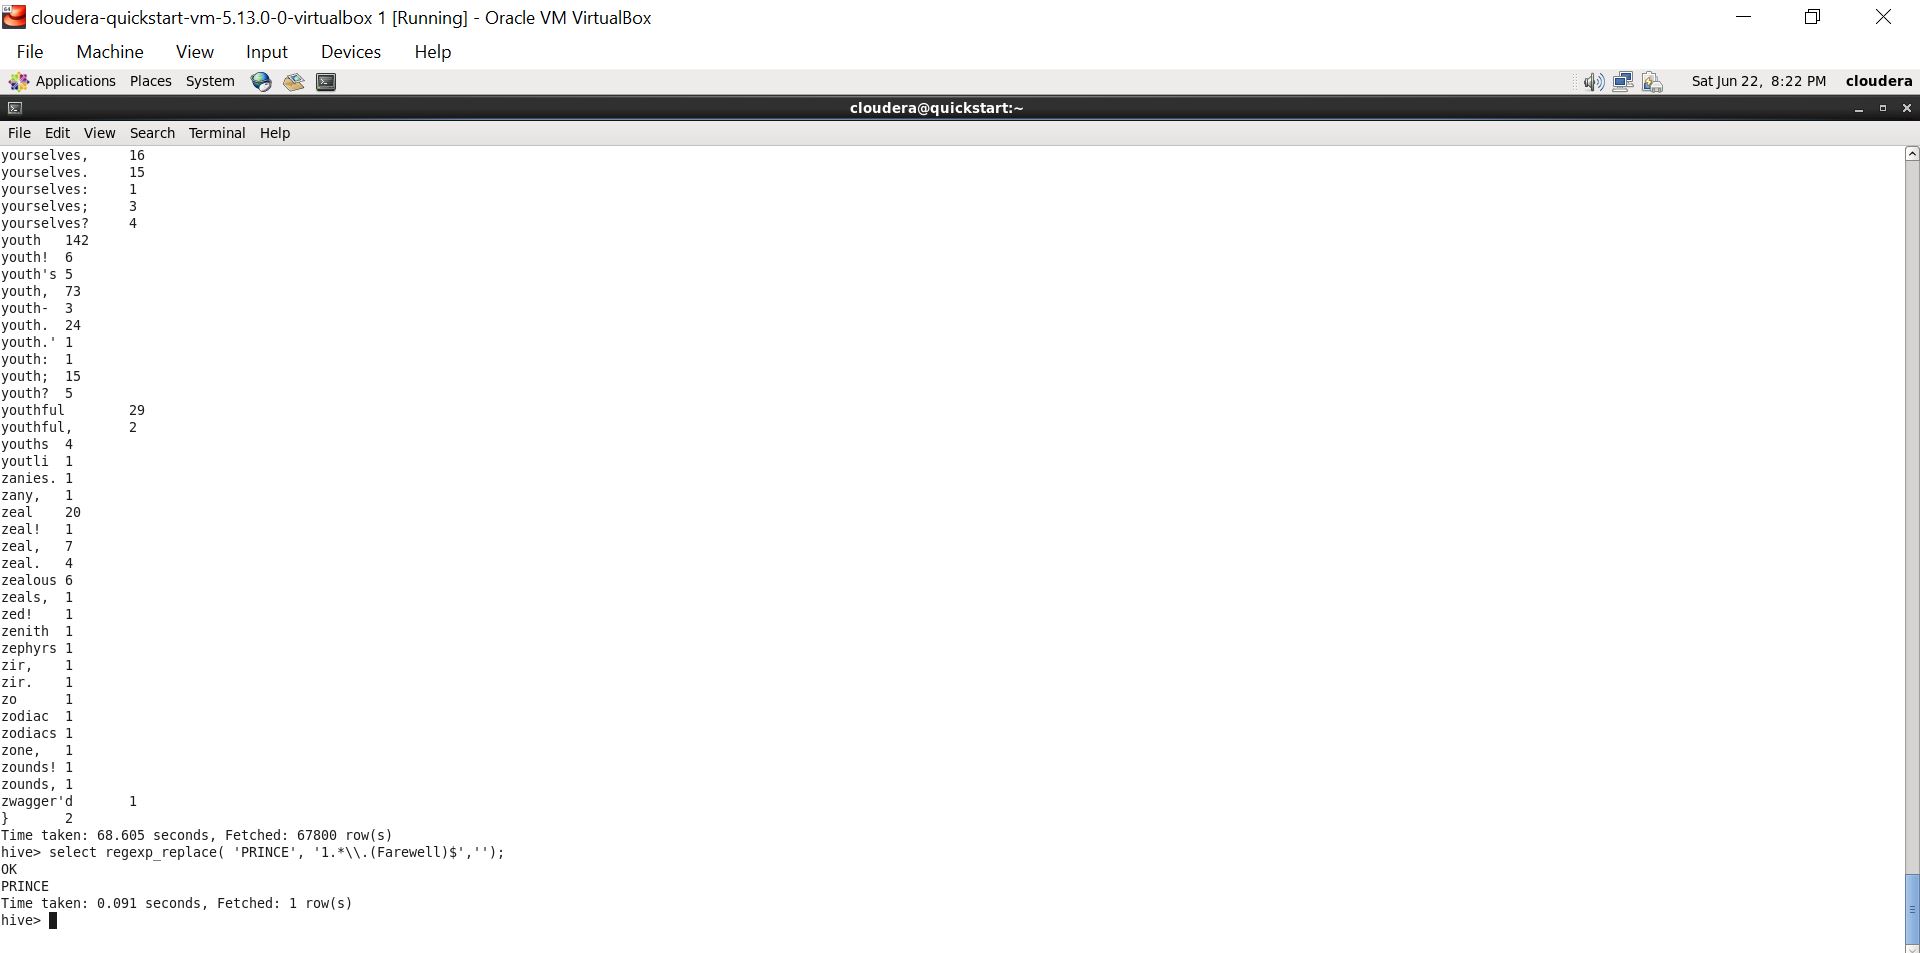 cloudera-quickstart-vm-5.13.0-0-virtualbox 1 [Running] - Oracle VM VirtualBox
File Machine View Input Devices Help
Applications Places System Sat Jun 22, 8:22 PM cloudera
cloudera@quickstart:~
File Edit View Search Terminal Help
yourselves, 16
yourselves. 15
yourselves: 1
yourselves; 3
yourselves? 4
youth 142
youth! 6
youth's 5
youth, 73
youth- 3
youth. 24
youth.' 1
youth: 1
youth; 15
youth? 5
youthful 29
youthful, 2
youths 4
youtli 1
zanies. 1
zany, 1
zeal 20
zeal! 1
zeal, 7
zeal. 4
zealous 6
zeals, 1
zed! 1
zenith 1
zephyrs 1
zir, 1
zir. 1
zo 1
zodiac 1
zodiacs 1
zone, 1
zounds! 1
zounds, 1
zwagger'd 1
} 2
Time taken: 68.605 seconds, Fetched: 67800 row(s)
hive> select regexp_replace( 'PRINCE', '1.*\\.(Farewell)$','');
OK
PRINCE
Time taken: 0.091 seconds, Fetched: 1 row(s)
hive>